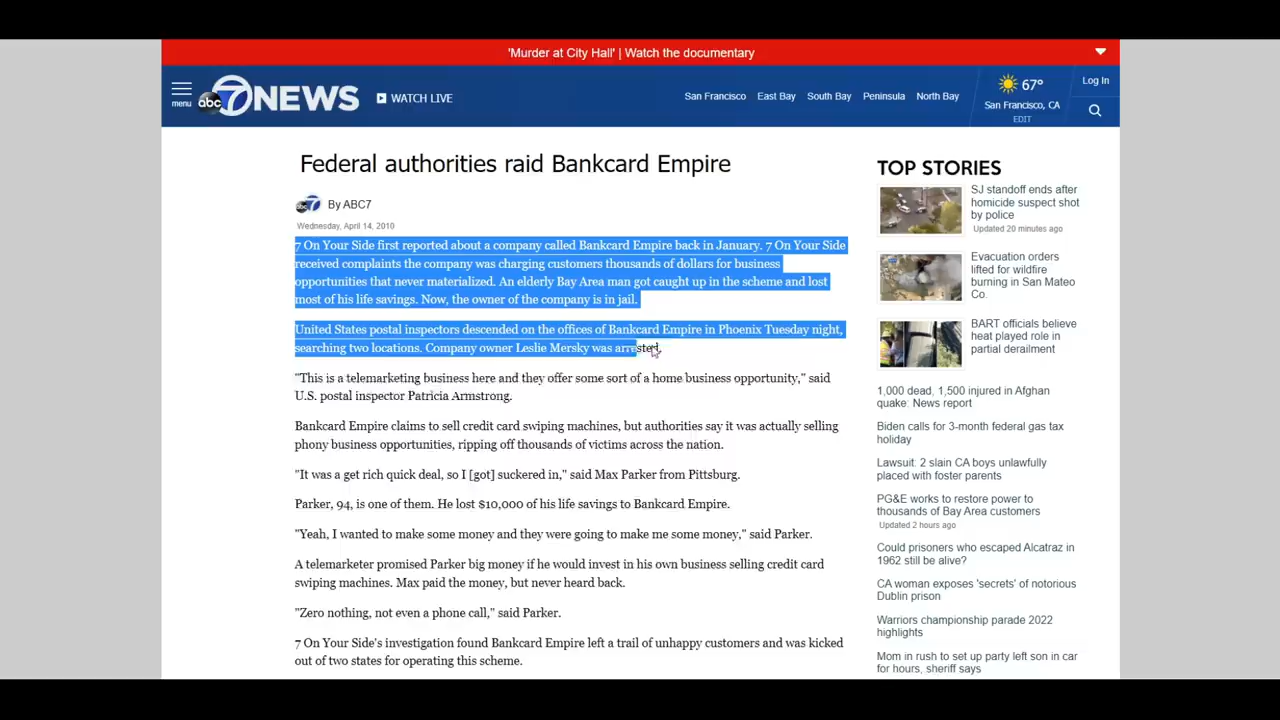 'Murder at City Hall' | Watch the documentary
menu
abc 7 NEWS
WATCH LIVE
San Francisco
East Bay
South Bay
Peninsula
North Bay
67°
San Francisco, CA
EDIT
Log In
Federal authorities raid Bankcard Empire
By ABC7
Wednesday, April 14, 2010
7 On Your Side first reported about a company called Bankcard Empire back in January. 7 On Your Side
received complaints the company was charging customers thousands of dollars for business
opportunities that never materialized. An elderly Bay Area man got caught up in the scheme and lost
most of his life savings. Now, the owner of the company is in jail.
United States postal inspectors descended on the offices of Bankcard Empire in Phoenix Tuesday night,
searching two locations. Company owner Leslie Mersky was arrested.
"This is a telemarketing business here and they offer some sort of a home business opportunity," said
U.S. postal inspector Patricia Armstrong.
Bankcard Empire claims to sell credit card swiping machines, but authorities say it was actually selling
phony business opportunities, ripping off thousands of victims across the nation.
"It was a get rich quick deal, so I [got] suckered in," said Max Parker from Pittsburg.
Parker, 94, is one of them. He lost $10,000 of his life savings to Bankcard Empire.
"Yeah, I wanted to make some money and they were going to make me some money," said Parker.
A telemarketer promised Parker big money if he would invest in his own business selling credit card
swiping machines. Max paid the money, but never heard back.
"Zero nothing, not even a phone call," said Parker.
7 On Your Side's investigation found Bankcard Empire left a trail of unhappy customers and was kicked
out of two states for operating this scheme.
TOP STORIES
SJ standoff ends after
homicide suspect shot
by police
Updated 20 minutes ago
Evacuation orders
lifted for wildfire
burning in San Mateo
Co.
BART officials believe
heat played role in
partial derailment
1,000 dead, 1,500 injured in Afghan
quake: News report
Biden calls for 3-month federal gas tax
holiday
Lawsuit: 2 slain CA boys unlawfully
placed with foster parents
PG&E works to restore power to
thousands of Bay Area customers
Updated 2 hours ago
Could prisoners who escaped Alcatraz in
1962 still be alive?
CA woman exposes 'secrets' of notorious
Dublin prison
Warriors championship parade 2022
highlights
Mom in rush to set up party left son in car
for hours, sheriff says